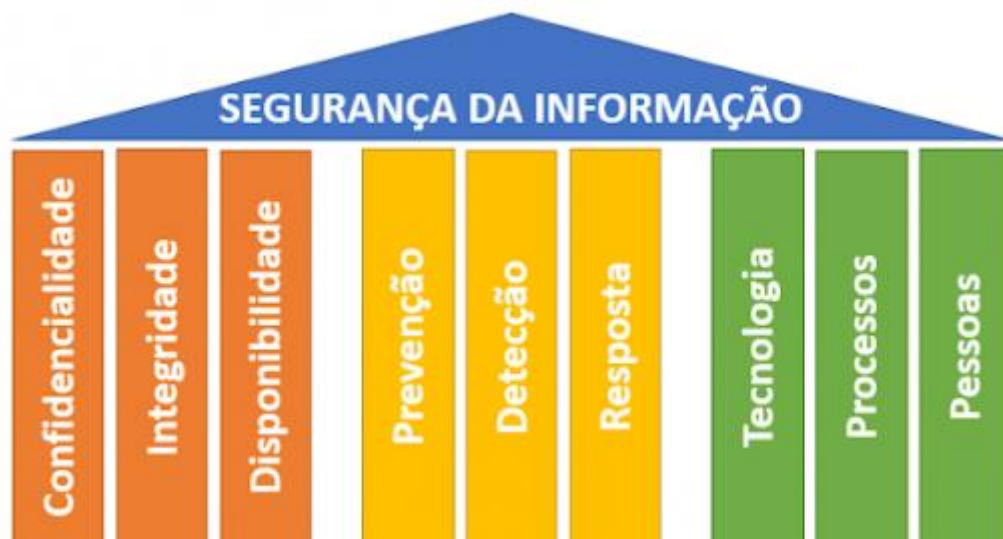 SEGURANÇA DA INFORMAÇÃO
Confidencialidade
Integridade
Disponibilidade
Prevenção
Detecção
Resposta
Tecnologia
Processos
Pessoas